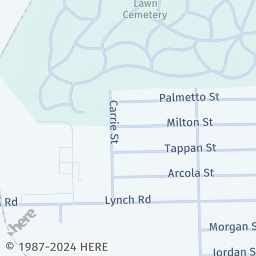 Lawn
Cemetery
Palmetto St
Carrie St
Milton St
Tappan St
Arcola St
Rd
Lynch Rd
here
Morgan S
Jordan S
© 1987-2024 HERE